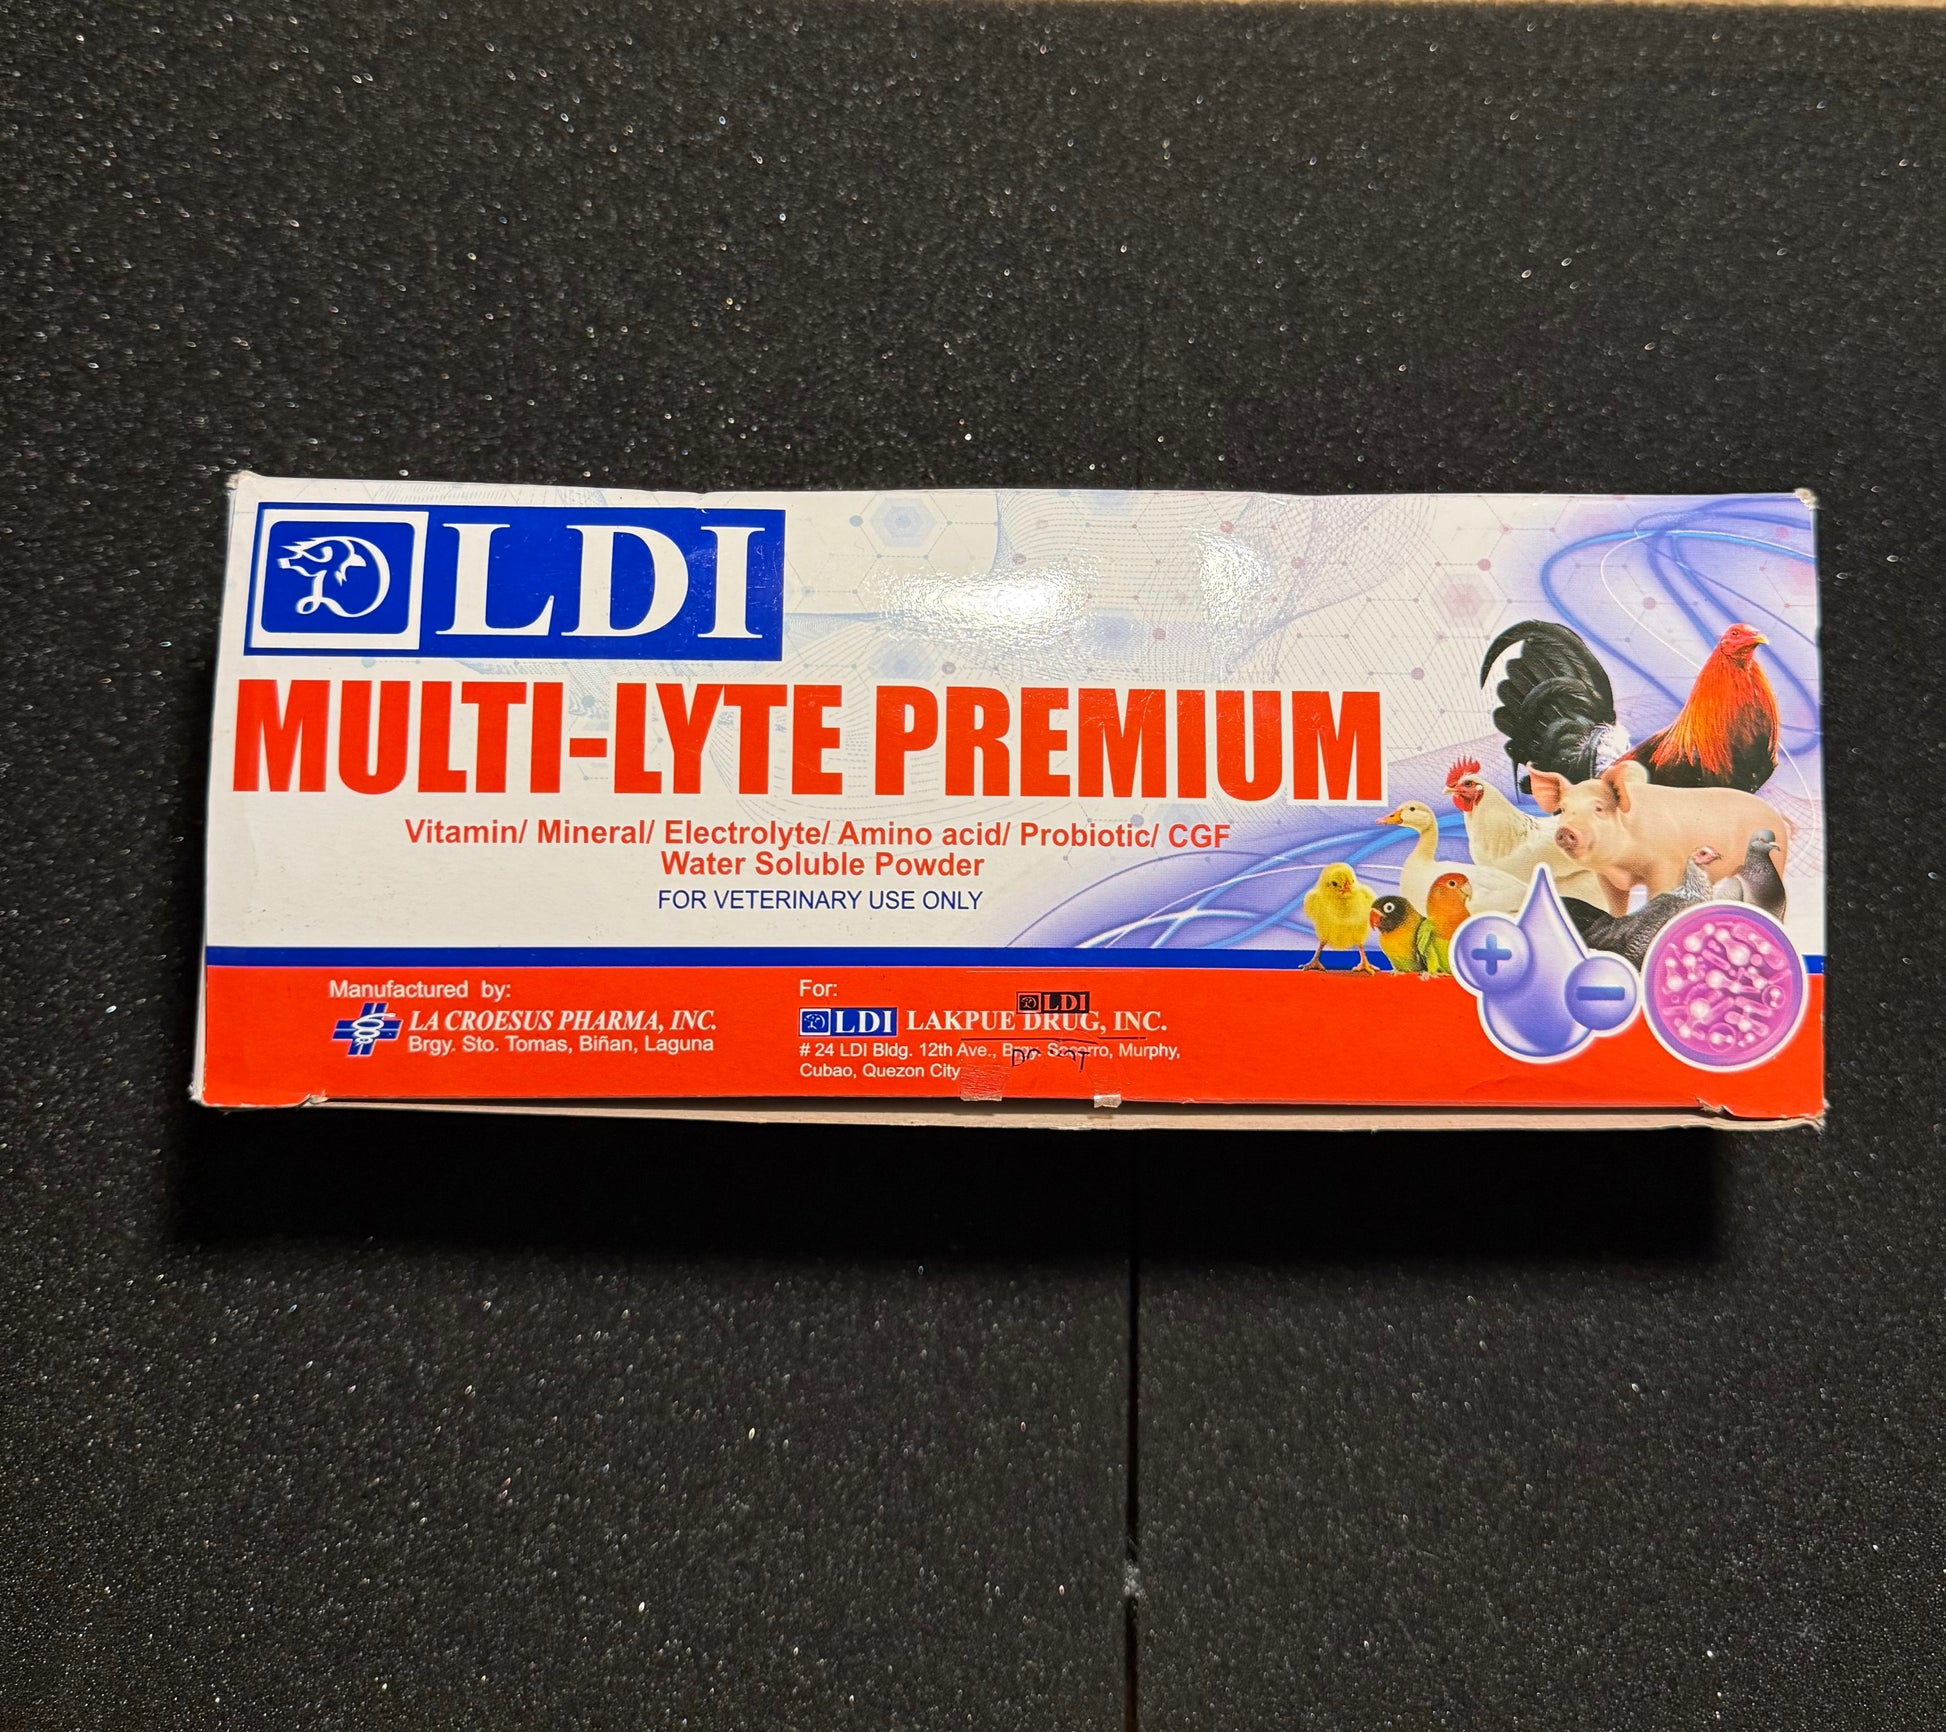 LDI
MULTI-LYTE PREMIUM
Vitamin/ Mineral/ Electrolyte/ Amino acid/ Probiotic/ CGF
Water Soluble Powder
FOR VETERINARY USE ONLY
Manufactured by:
LA CROESUS PHARMA, INC.
Brgy. Sto. Tomas, Biñan, Laguna
For:
LDI LAKPUE DRUG, INC.
# 24 LDI Bldg. 12th Ave., Brgy. Socorro, Murphy,
Cubao, Quezon City
LDI